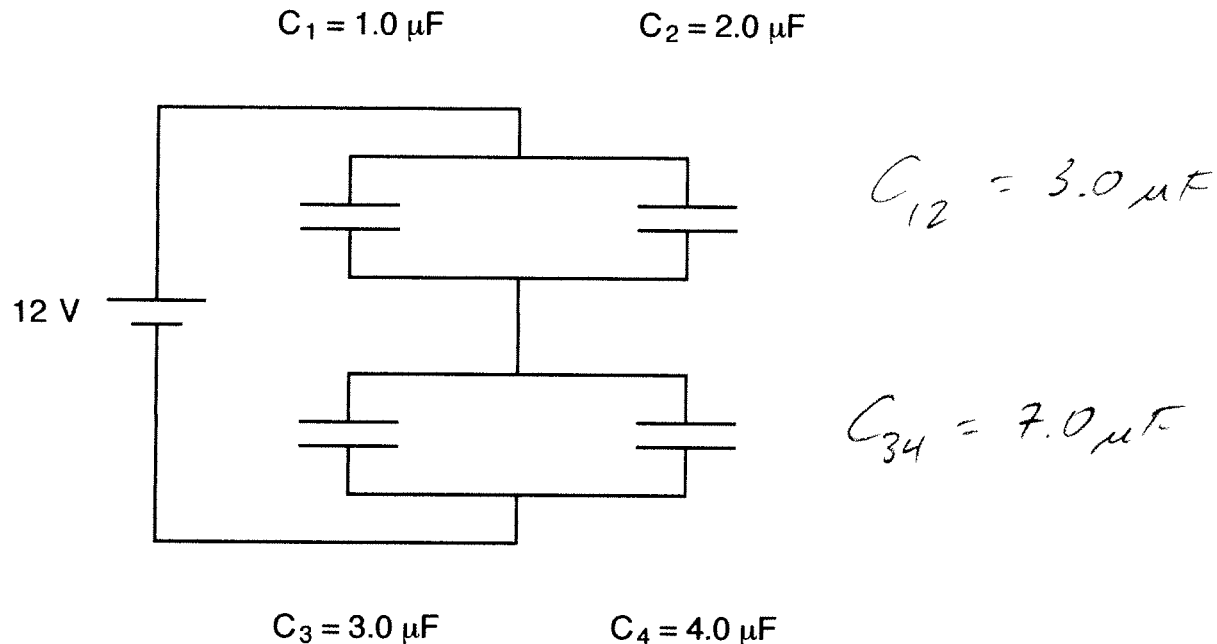 C₁ = 1.0 μF C₂ = 2.0 μF
C₁₂ = 3.0 μF
12 V
C₃₄ = 7.0 μF
C₃ = 3.0 μF C₄ = 4.0 μF